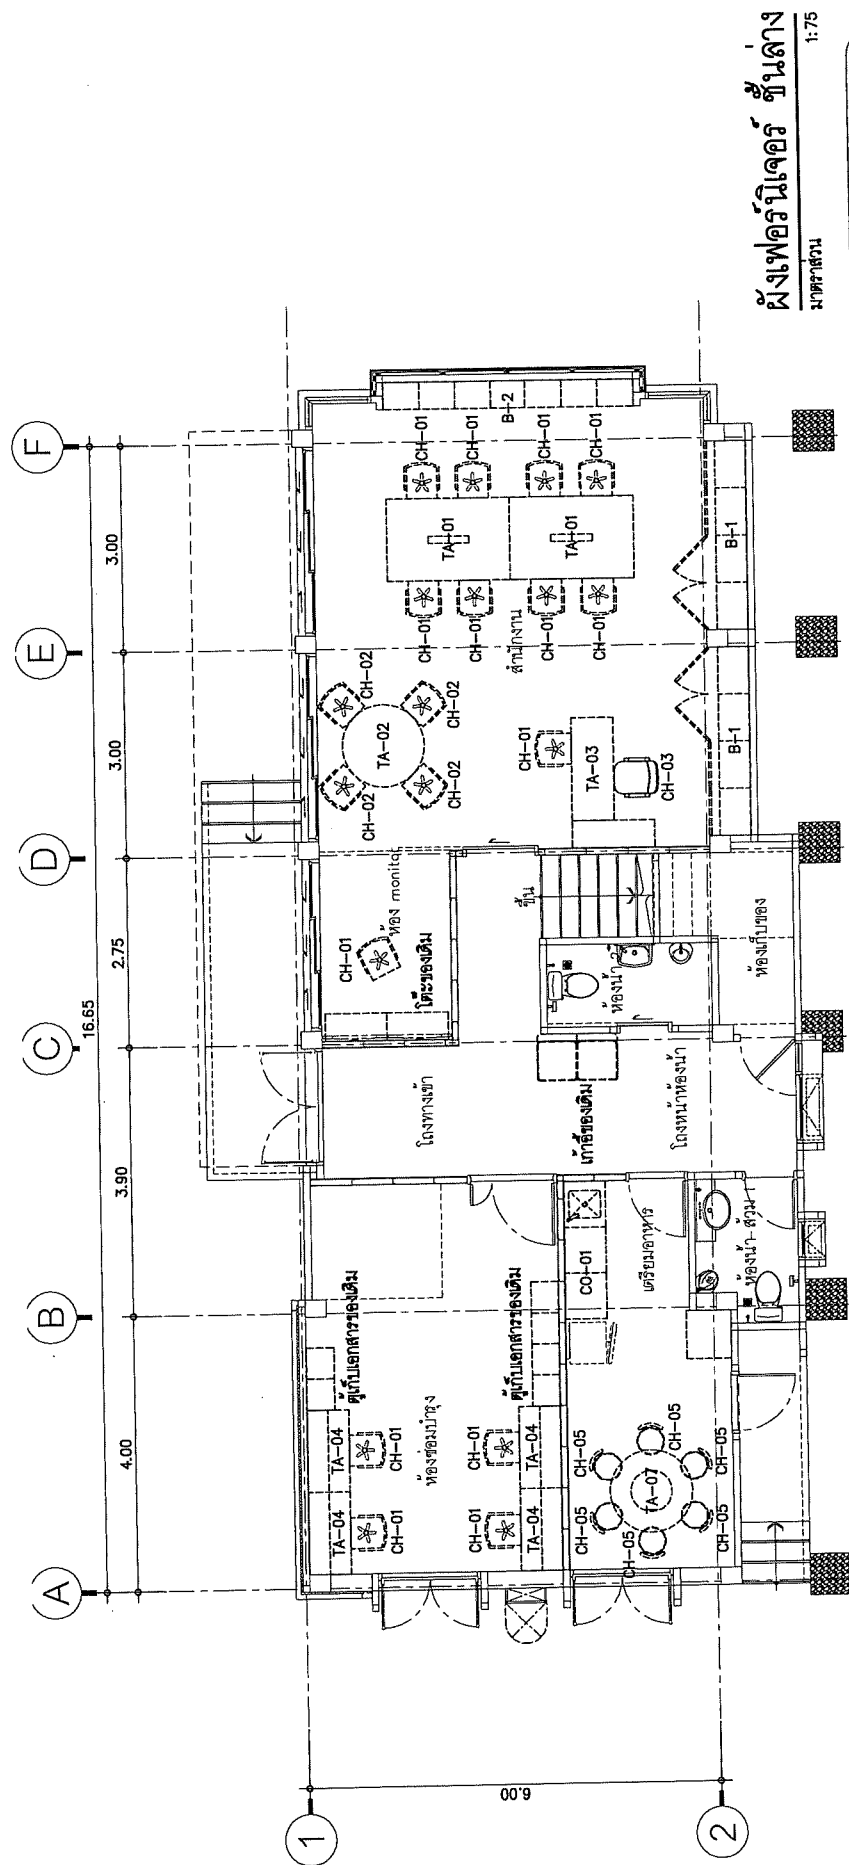 A
B
C
D
E
F
16.65
4.00
3.90
2.75
3.00
3.00
1
2
6.00
CH-02
CH-02
TA-02
CH-02
CH-02
CH-01
CH-01
CH-01
CH-01
TA-01
TA-01
CH-01
CH-01
CH-01
CH-01
B-2
สำนักงาน
CH-01
TA-03
CH-03
B-1
B-1
ห้อง monitor
CH-01
โต๊ะของเดิม
ขึ้น
ห้องน้ำ 2
ห้องเก็บของ
โถงทางเข้า
เก้าอี้ของเดิม
โถงหน้าห้องน้ำ
ตู้เก็บเอกสารของเดิม
TA-04
TA-04
CH-01
CH-01
ห้องซ่อมบำรุง
ตู้เก็บเอกสารของเดิม
CH-01
CH-01
TA-04
TA-04
CO-01
เตรียมอาหาร
ห้องน้ำ-ส้วม 1
CH-05
CH-05
CH-05
TA-07
CH-05
CH-05
CH-05
ผังเฟอร์นิเจอร์ ชั้นล่าง
มาตราส่วน 1:75